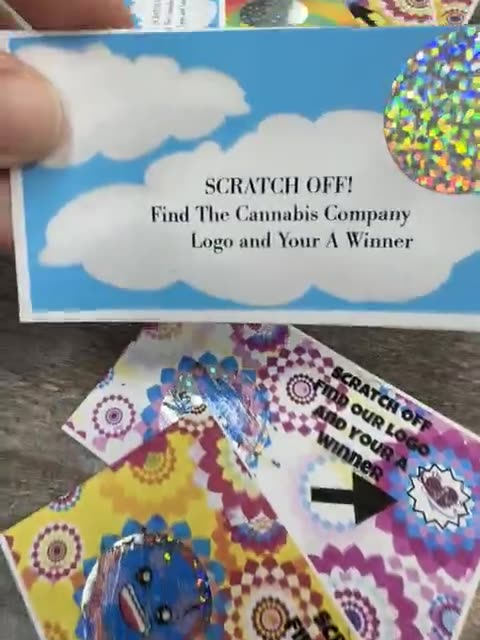 SCRATCH OFF!
Find The Cannabis Company
Logo and Your A Winner
SCRATCH OFF
FIND OUR LOGO
AND YOUR A
WINNER